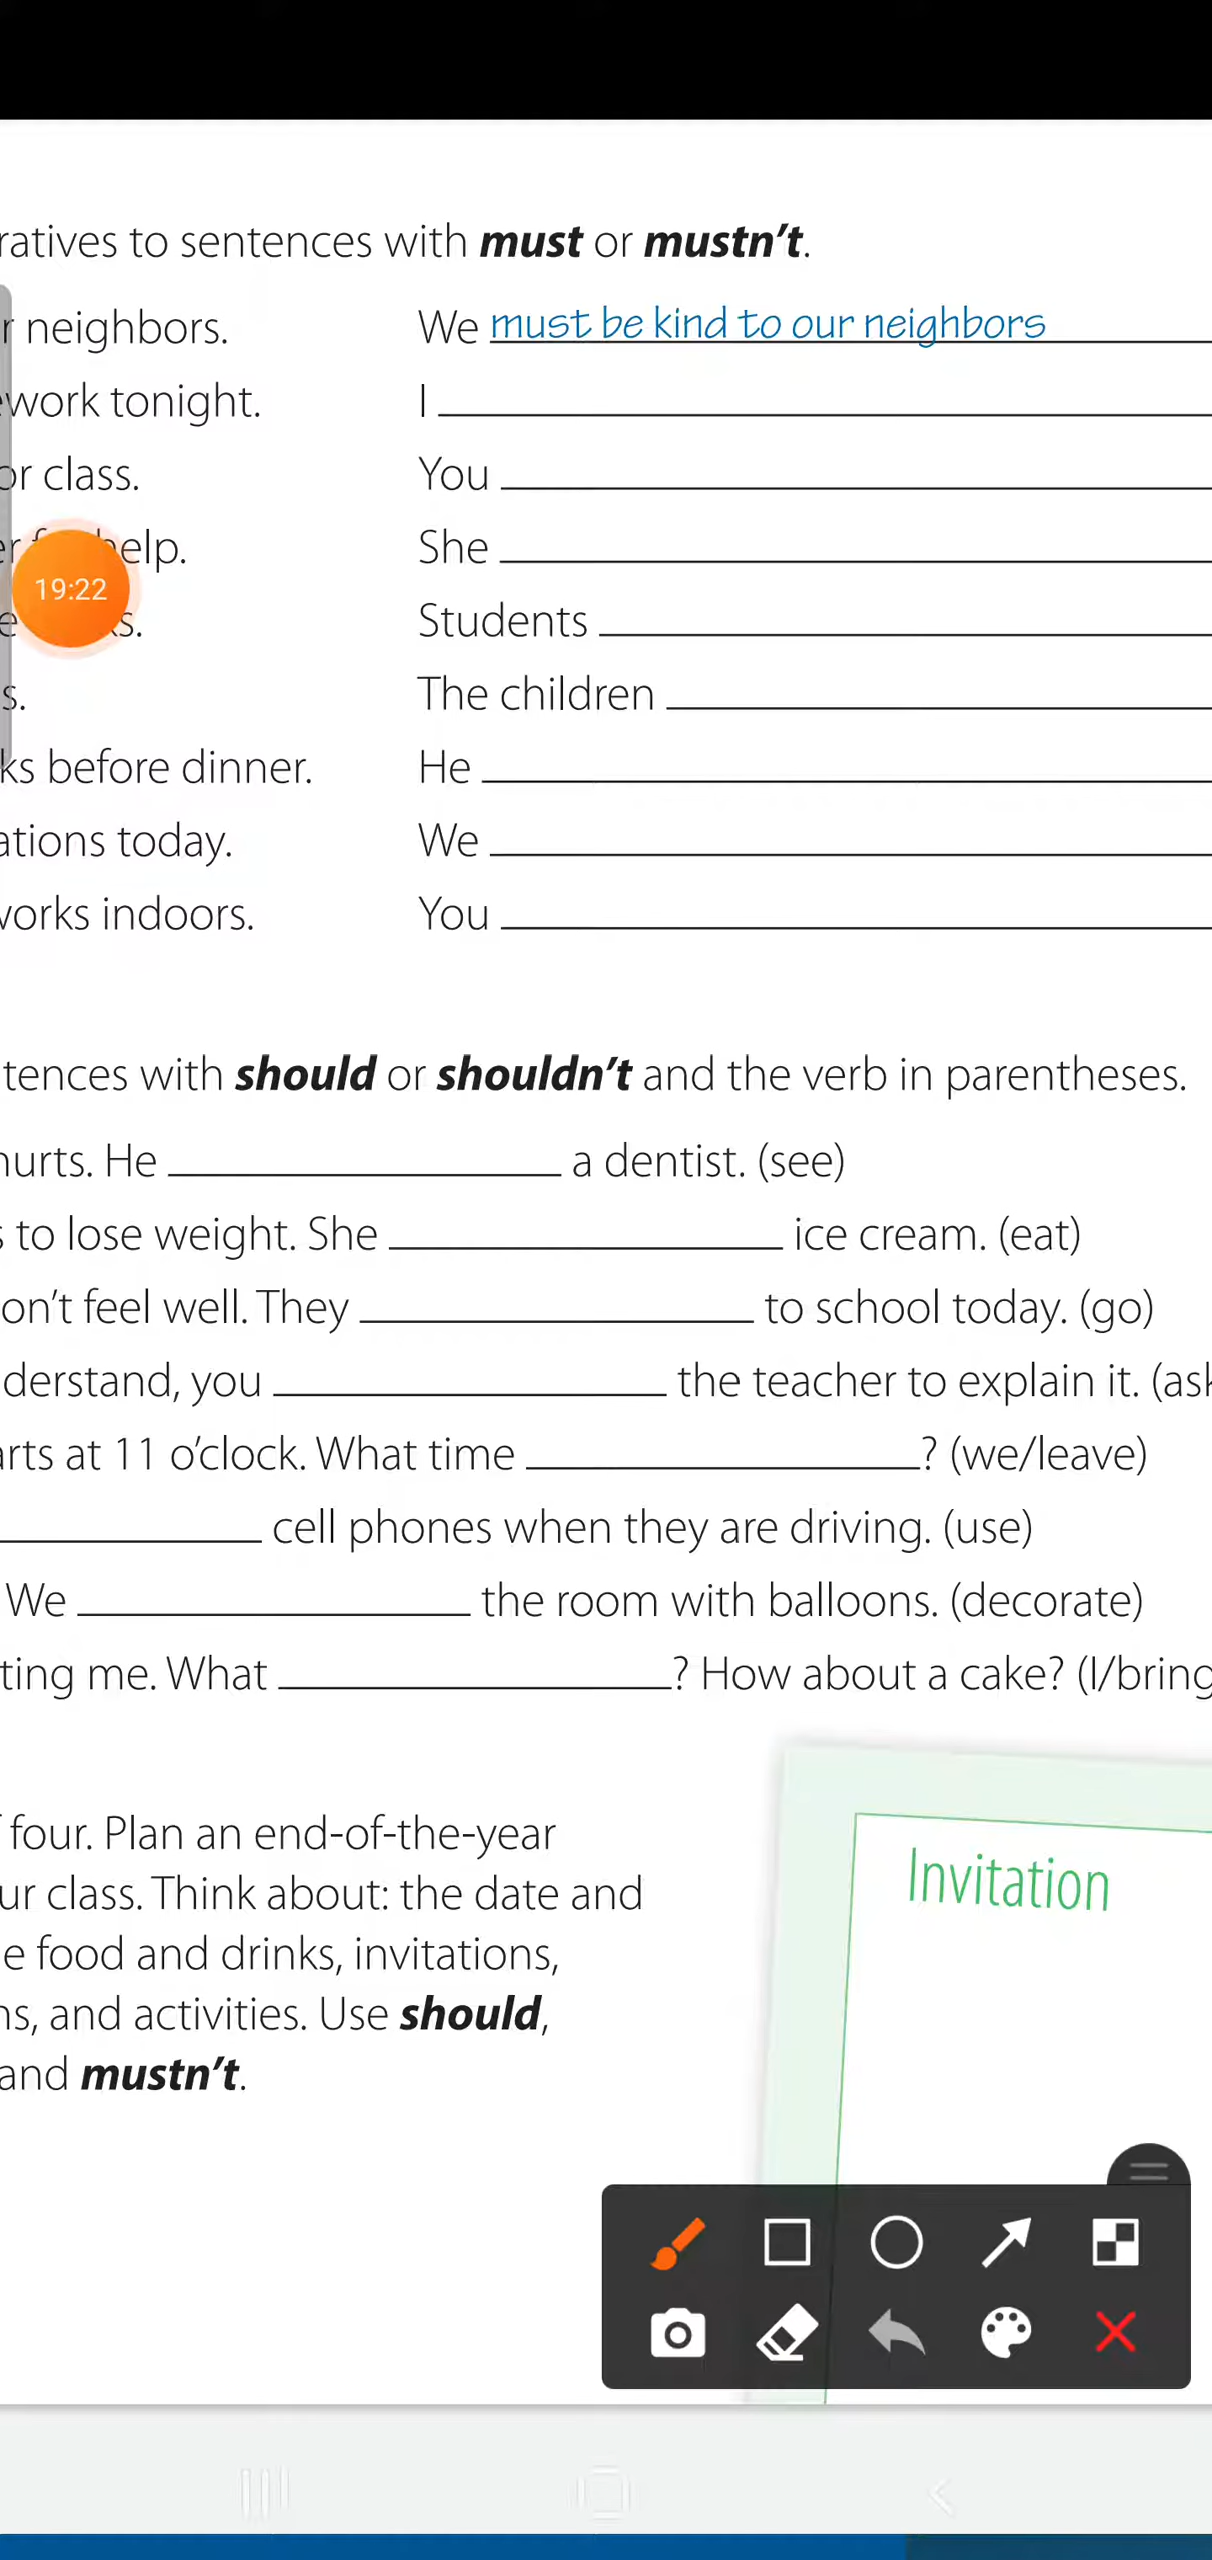 ratives to sentences with must or mustn't.
r neighbors. We must be kind to our neighbors
work tonight. I
or class. You
elp. She
19:22
s. Students
s. The children
ks before dinner. He
ations today. We
works indoors. You
tences with should or shouldn't and the verb in parentheses.
hurts. He a dentist. (see)
s to lose weight. She ice cream. (eat)
on't feel well. They to school today. (go)
derstand, you the teacher to explain it. (ask
arts at 11 o'clock. What time ? (we/leave)
cell phones when they are driving. (use)
We the room with balloons. (decorate)
ting me. What ? How about a cake? (I/bring
four. Plan an end-of-the-year
ur class. Think about: the date and
e food and drinks, invitations,
ns, and activities. Use should,
and mustn't.
Invitation